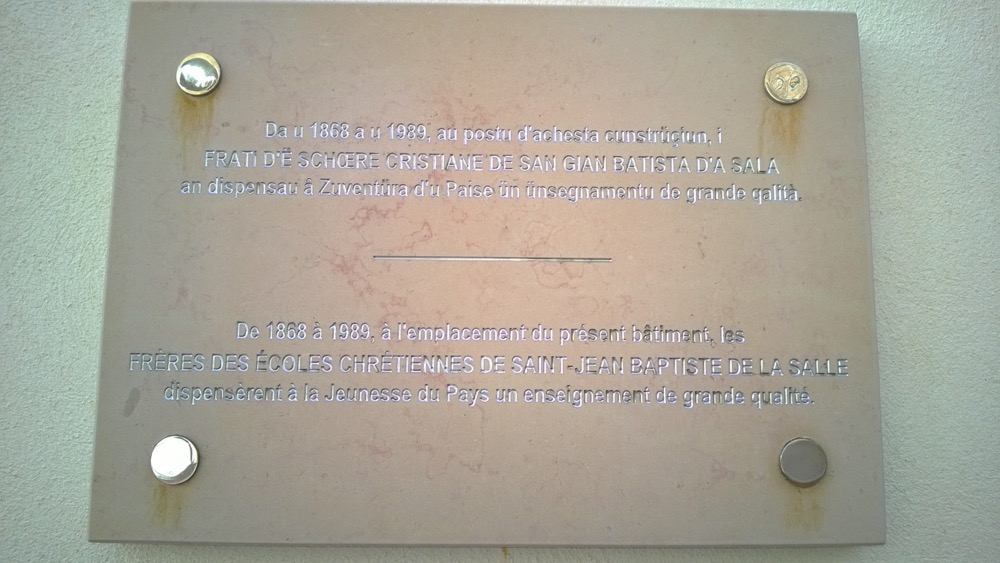 Da u 1868 a u 1989, au postu d'achesta cunstrüçiun, i
FRATI D'Ë SCHŒRE CRISTIANE DE SAN GIAN BATISTA D'A SALA
an dispensau â Zuventüra d'u Paise ün ünsegnamentu de grande qalità.
De 1868 à 1989, à l'emplacement du présent bâtiment, les
FRÈRES DES ÉCOLES CHRÉTIENNES DE SAINT-JEAN BAPTISTE DE LA SALLE
dispensèrent à la Jeunesse du Pays un enseignement de grande qualité.